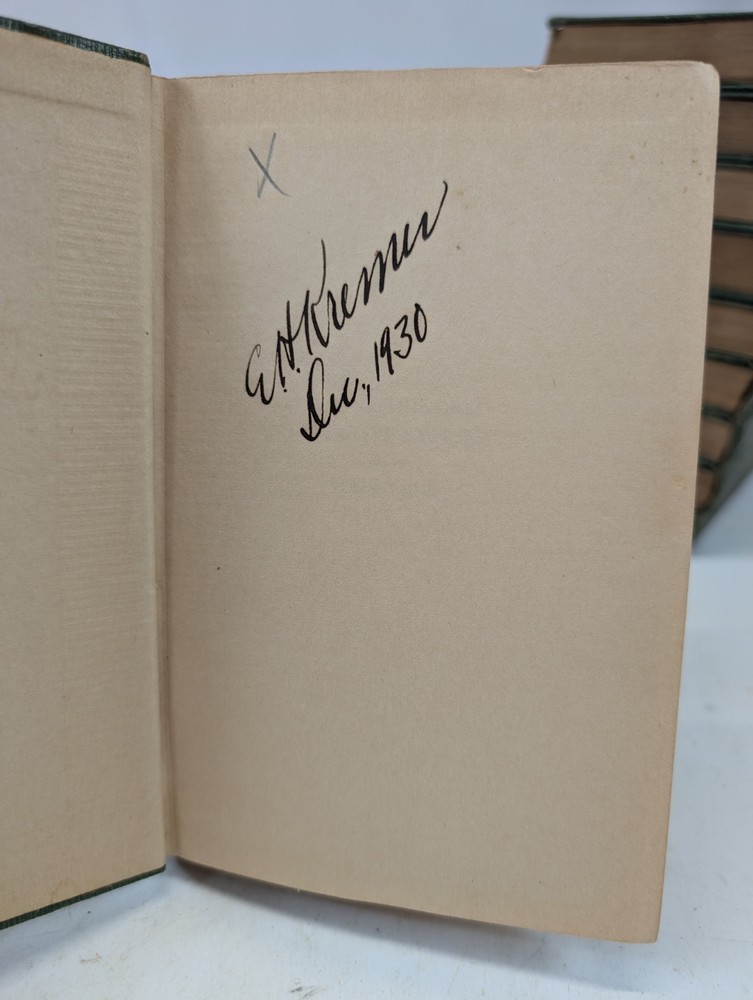 X
E.H. Kremer
Dec., 1930